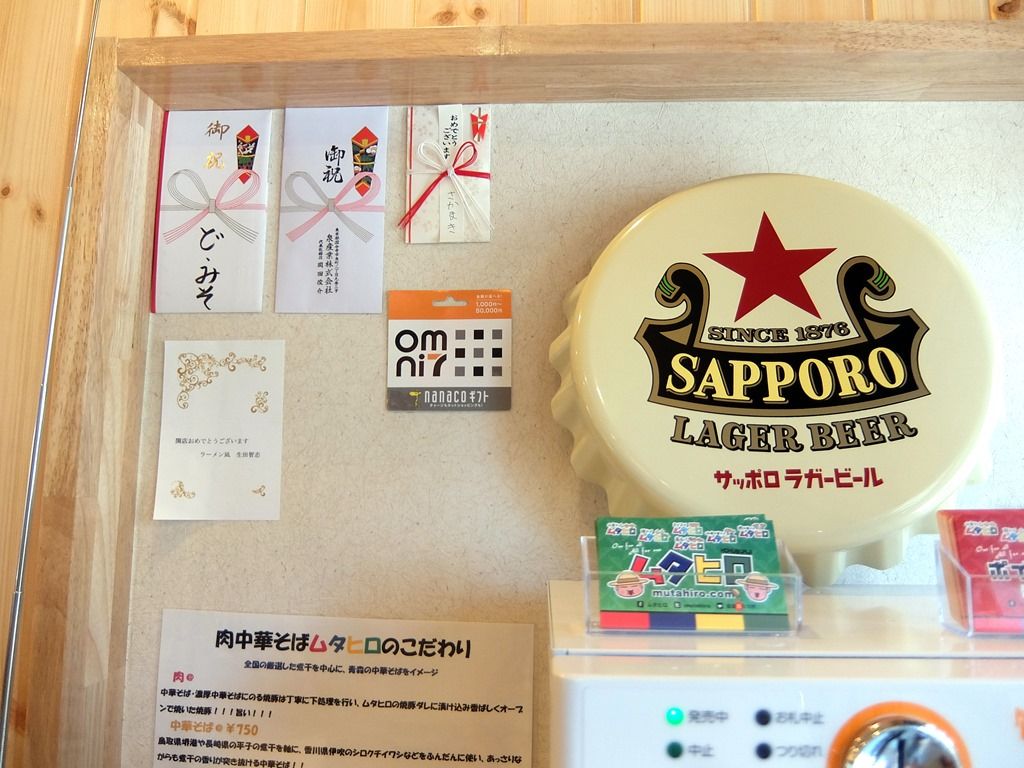 御祝
ど・みそ
御祝
泉産業株式会社
おめでとう
ございます
さかまき
1,000円~
50,000円
omni7
nanacoギフト
開店おめでとうございます
ラーメン凪 生田智志
SINCE 1876
SAPPORO
LAGER BEER
サッポロ ラガービール
ムタヒロ
mutahiro.com
肉中華そばムタヒロのこだわり
全国の厳選した煮干を中心に、青森の中華そばをイメージ
肉@
中華そば・濃厚中華そばにのる焼豚は丁寧に下処理を行い、ムタヒロの焼豚ダレに漬け込み香ばしくオーブ
ンで焼いた焼豚!!!旨い!!!
中華そば@¥750
鳥取県境港や長崎県の平子の煮干を軸に、香川県伊吹のシロクチイワシなどをふんだんに使い、あっさりな
がらも煮干の香りが突き抜ける中華そば!!
発売中
お札中止
中止
つり切れ